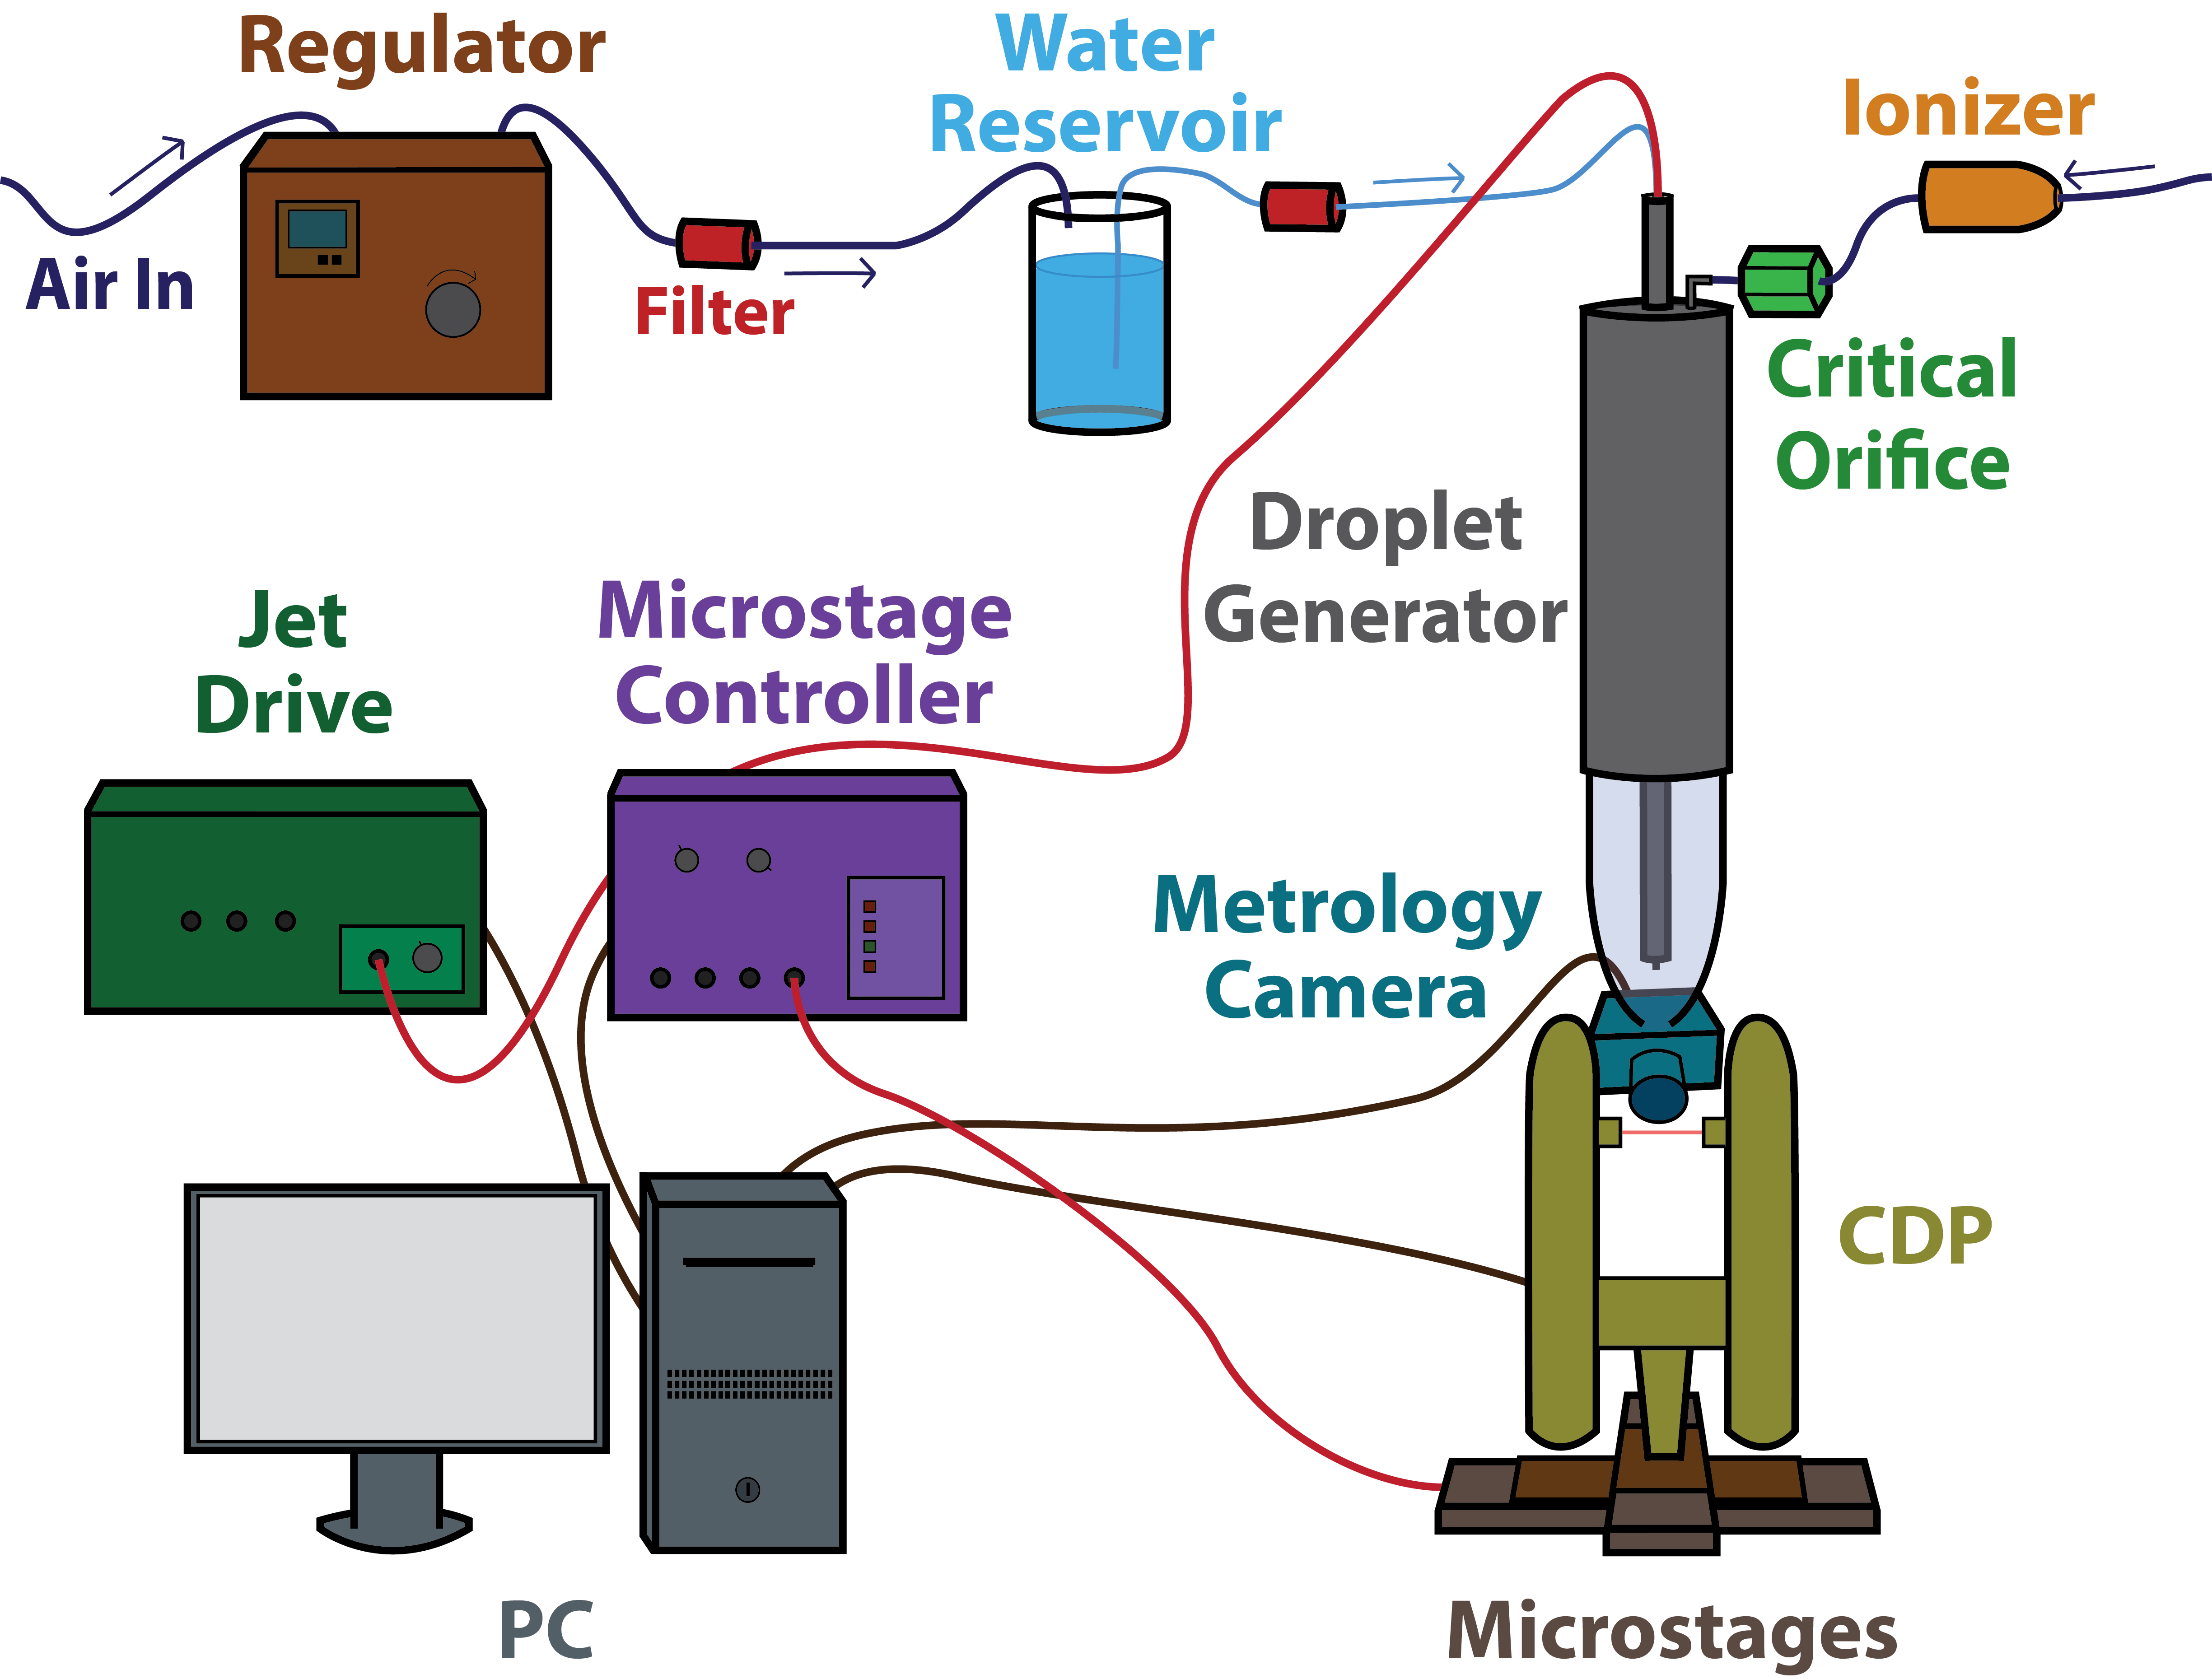 Regulator
Water
Reservoir
Ionizer
Air In
Filter
Critical
Orifice
Droplet
Generator
Jet
Drive
Microstage
Controller
Metrology
Camera
CDP
PC
Microstages